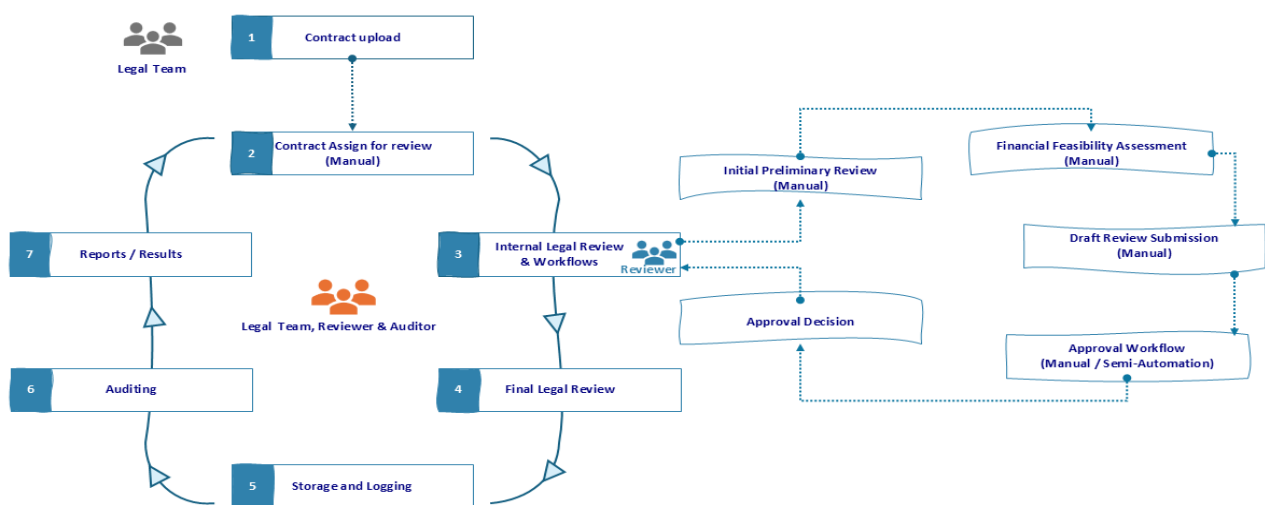 1
Contract upload
Legal Team
2
Contract Assign for review
(Manual)
3
Internal Legal Review
& Workflows
Reviewer
4
Final Legal Review
5
Storage and Logging
6
Auditing
7
Reports / Results
Legal Team, Reviewer & Auditor
Initial Preliminary Review
(Manual)
Financial Feasibility Assessment
(Manual)
Draft Review Submission
(Manual)
Approval Workflow
(Manual / Semi-Automation)
Approval Decision